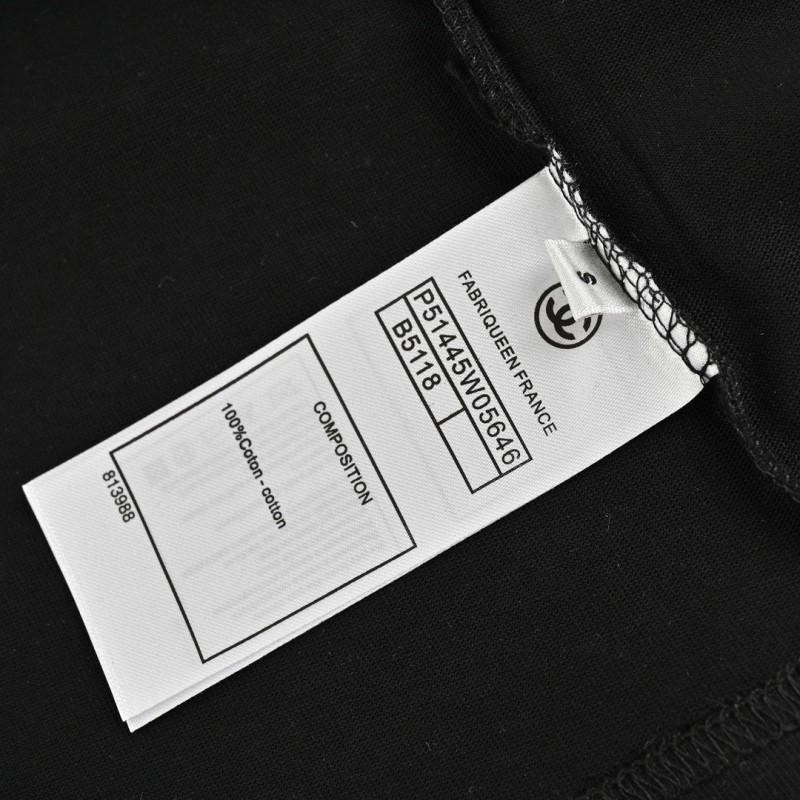 S
FABRIQUEEN FRANCE
P51445W05646
B5118
COMPOSITION
100%Coton - cotton
813988